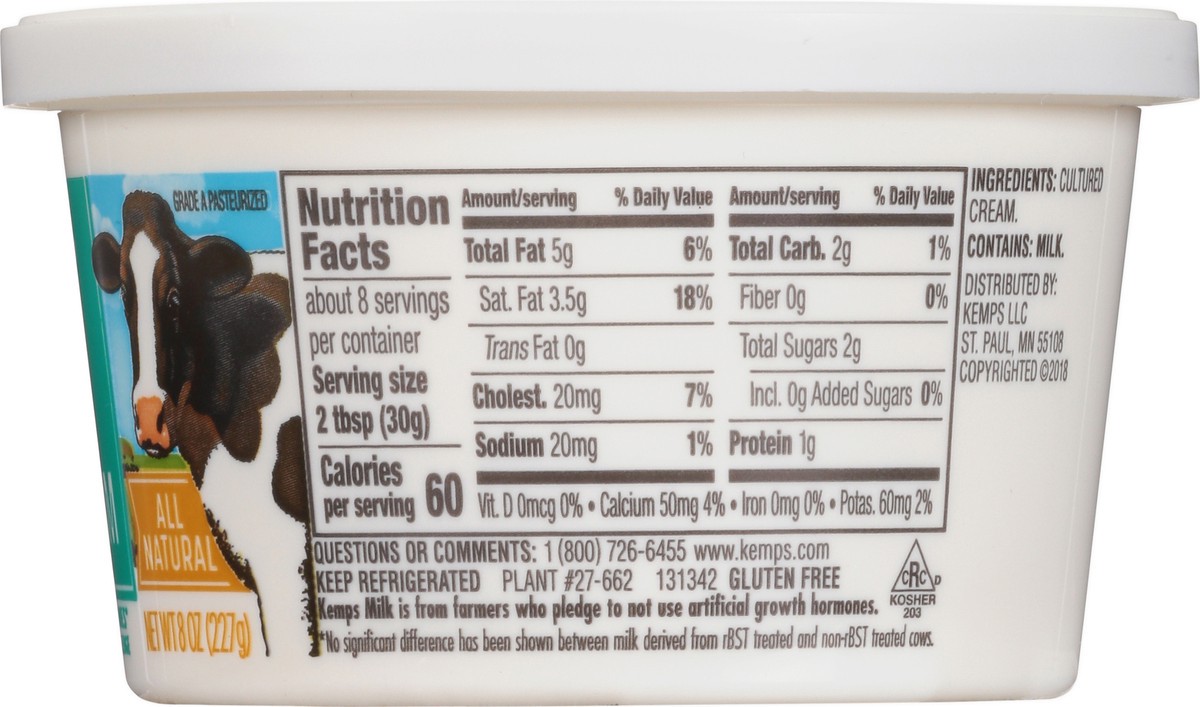 GRADE A PASTEURIZED
ALL
NATURAL
NET WT 8 OZ (227g)
Nutrition
Facts
about 8 servings
per container
Serving size
2 tbsp (30g)
Calories
per serving 60
Amount/serving % Daily Value
Total Fat 5g 6%
Sat. Fat 3.5g 18%
Trans Fat 0g
Cholest. 20mg 7%
Sodium 20mg 1%
Amount/serving % Daily Value
Total Carb. 2g 1%
Fiber 0g 0%
Total Sugars 2g
Incl. 0g Added Sugars 0%
Protein 1g
Vit. D 0mcg 0% • Calcium 50mg 4% • Iron 0mg 0% • Potas. 60mg 2%
INGREDIENTS: CULTURED
CREAM.
CONTAINS: MILK.
DISTRIBUTED BY:
KEMPS LLC
ST. PAUL, MN 55108
COPYRIGHTED ©2018
QUESTIONS OR COMMENTS: 1 (800) 726-6455 www.kemps.com
KEEP REFRIGERATED PLANT #27-662 131342 GLUTEN FREE
Kemps Milk is from farmers who pledge to not use artificial growth hormones.
*No significant difference has been shown between milk derived from rBST treated and non-rBST treated cows.
CRC D
KOSHER
203